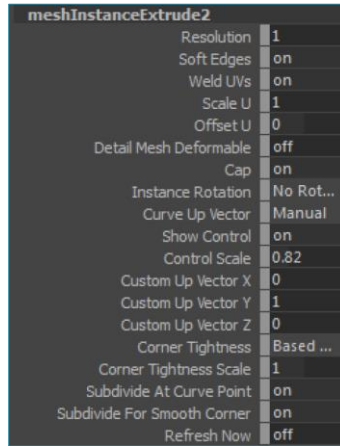 meshInstanceExtrude2
Resolution 1
Soft Edges on
Weld UVs on
Scale U 1
Offset U 0
Detail Mesh Deformable off
Cap on
Instance Rotation No Rot...
Curve Up Vector Manual
Show Control on
Control Scale 0.82
Custom Up Vector X 0
Custom Up Vector Y 1
Custom Up Vector Z 0
Corner Tightness Based ...
Corner Tightness Scale 1
Subdivide At Curve Point on
Subdivide For Smooth Corner on
Refresh Now off